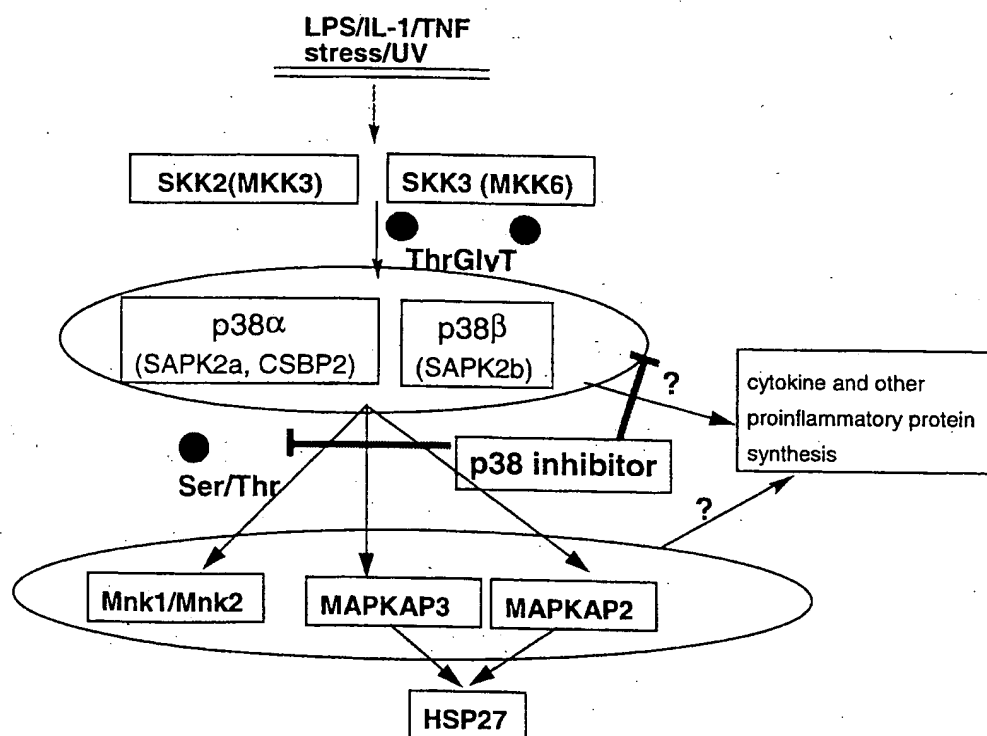 LPS/IL-1/TNF
stress/UV
SKK2(MKK3)
SKK3 (MKK6)
ThrGlyT
p38α
(SAPK2a, CSBP2)
p38β
(SAPK2b)
?
cytokine and other
proinflammatory protein
synthesis
p38 inhibitor
Ser/Thr
?
Mnk1/Mnk2
MAPKAP3
MAPKAP2
HSP27